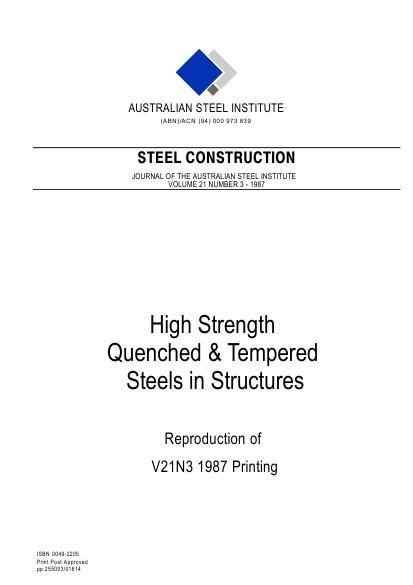 AUSTRALIAN STEEL INSTITUTE
(ABN)/ACN (94) 000 973 839
STEEL CONSTRUCTION
JOURNAL OF THE AUSTRALIAN STEEL INSTITUTE
VOLUME 21 NUMBER 3 - 1987
High Strength
Quenched & Tempered
Steels in Structures
Reproduction of
V21N3 1987 Printing
ISBN 0049-2205
Print Post Approved
pp 255003/01614